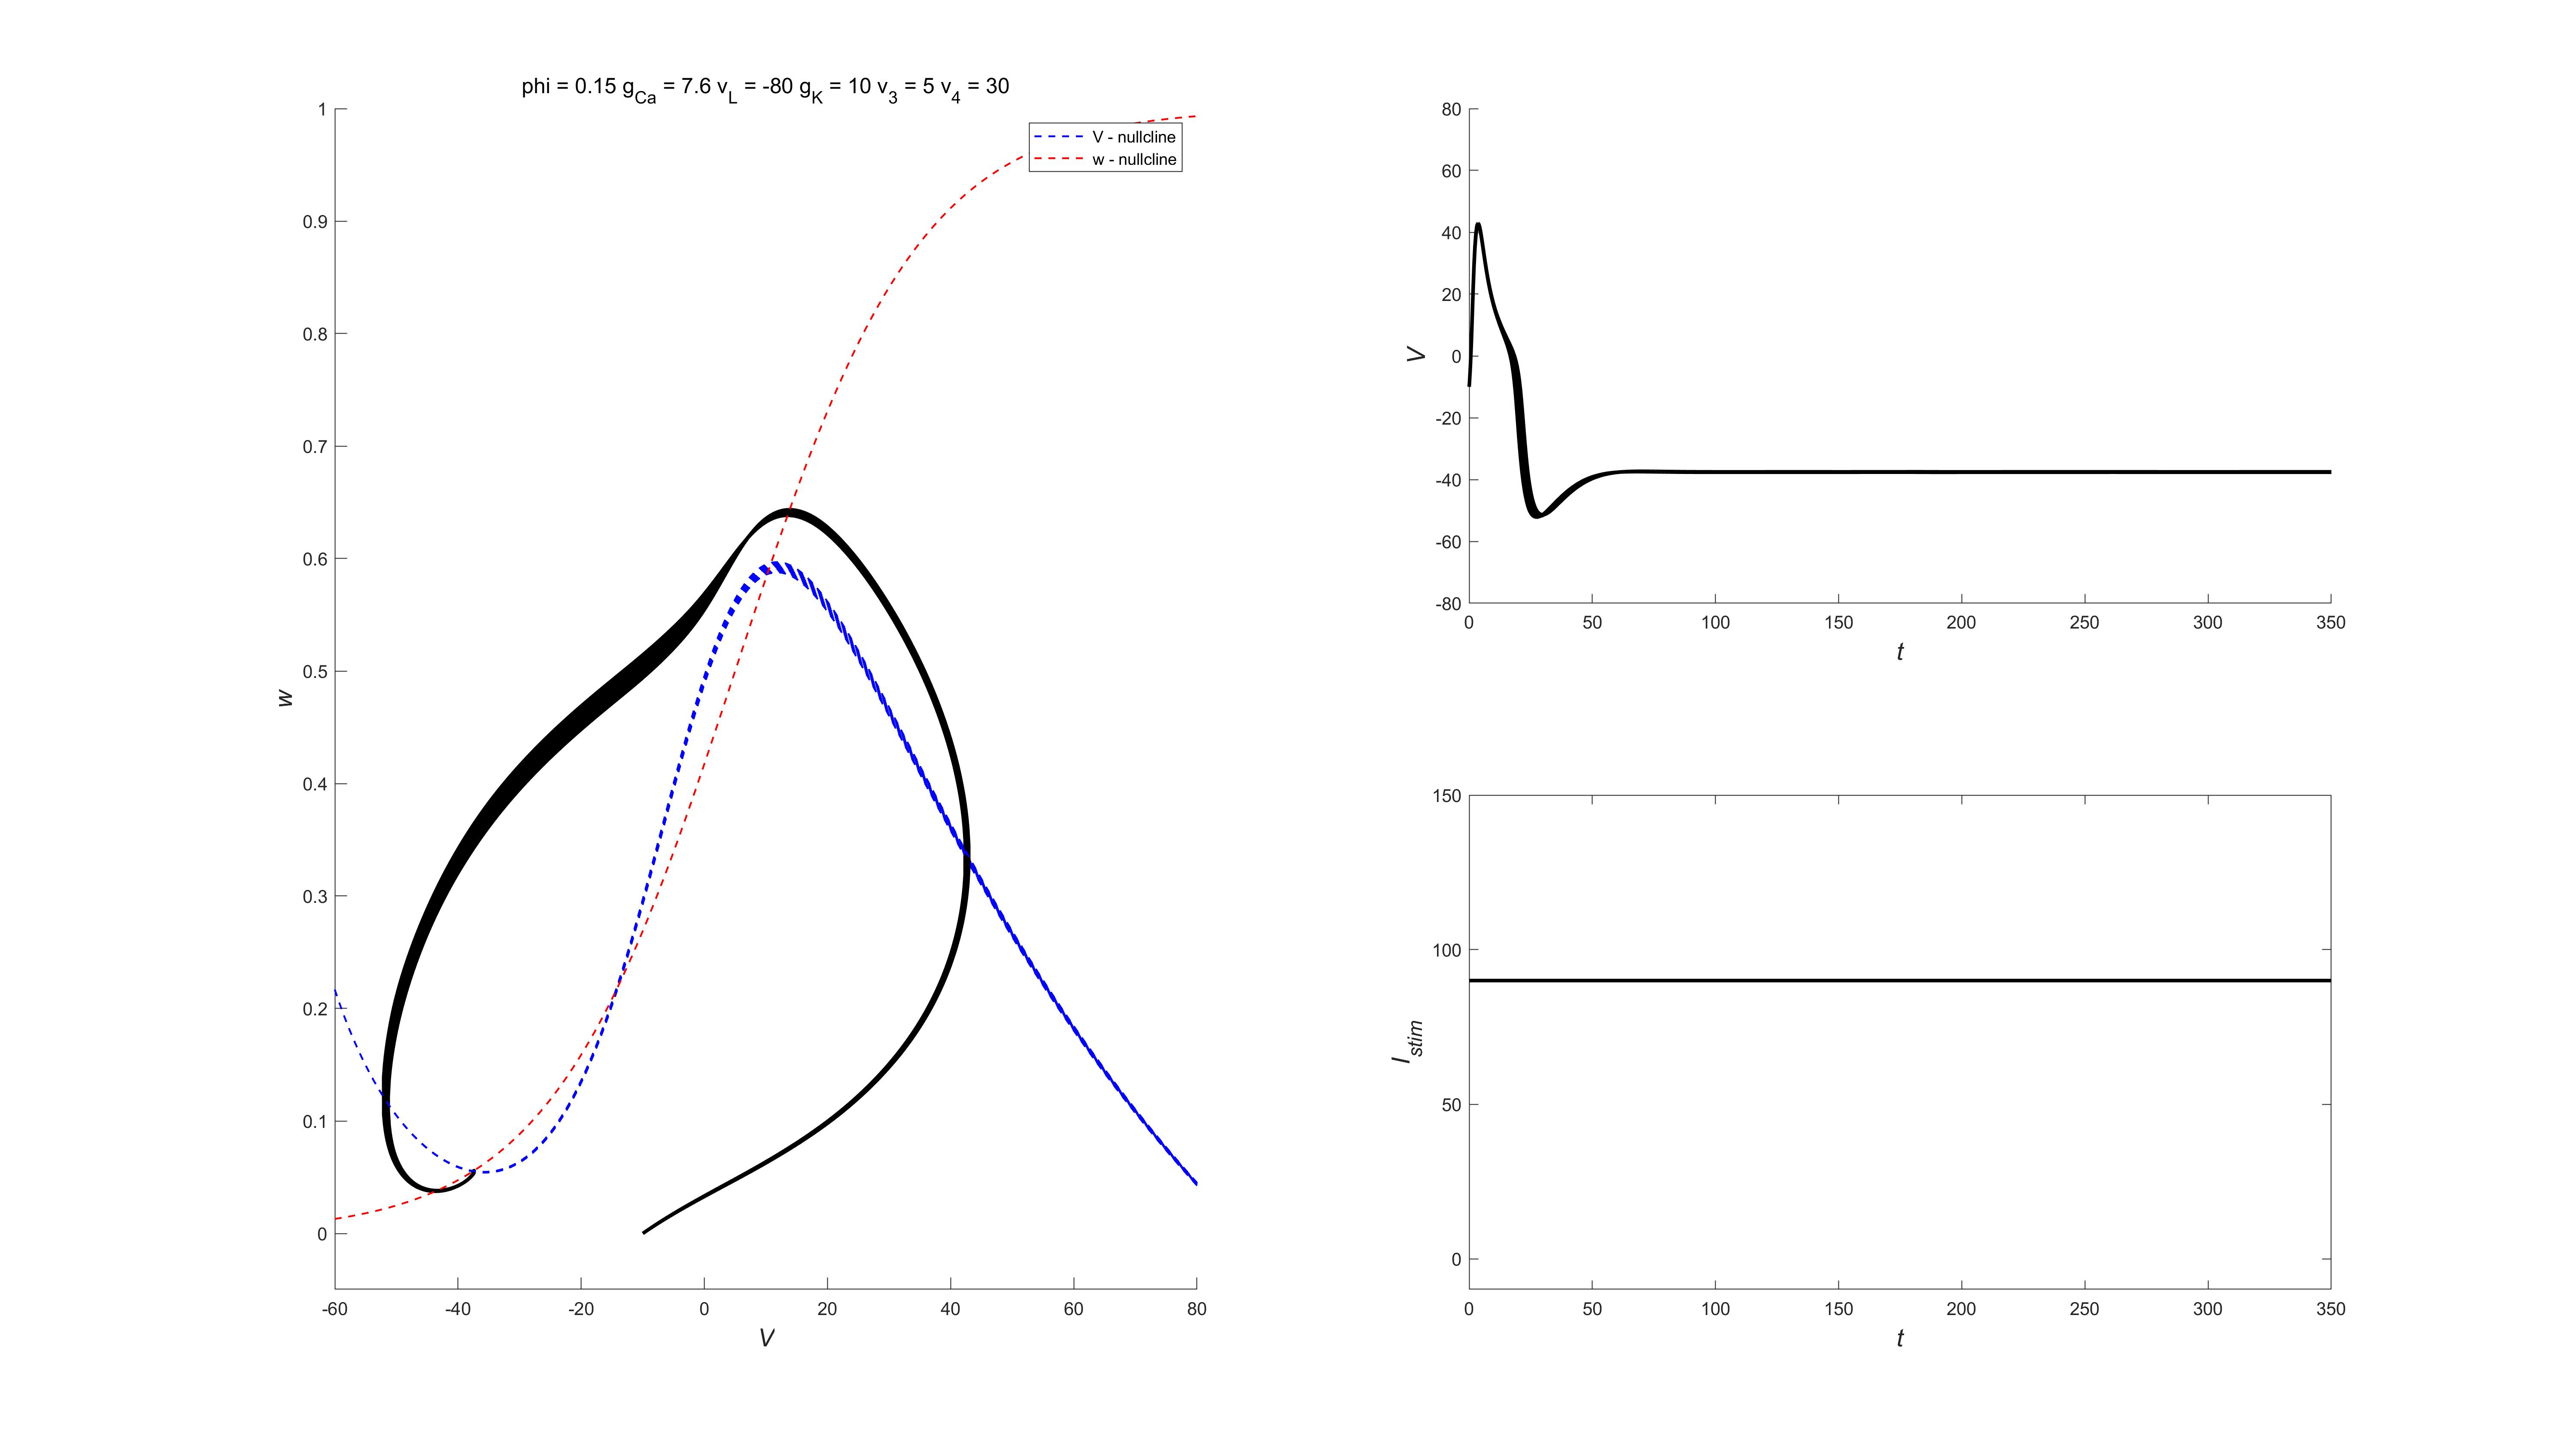 phi = 0.15 g_Ca = 7.6 v_L = -80 g_K = 10 v_3 = 5 v_4 = 30
V - nullcline
w - nullcline
1
0.9
0.8
0.7
0.6
0.5
0.4
0.3
0.2
0.1
0
w
-60 -40 -20 0 20 40 60 80
V
80
60
40
20
0
-20
-40
-60
-80
V
0 50 100 150 200 250 300 350
t
150
100
50
0
I_stim
0 50 100 150 200 250 300 350
t